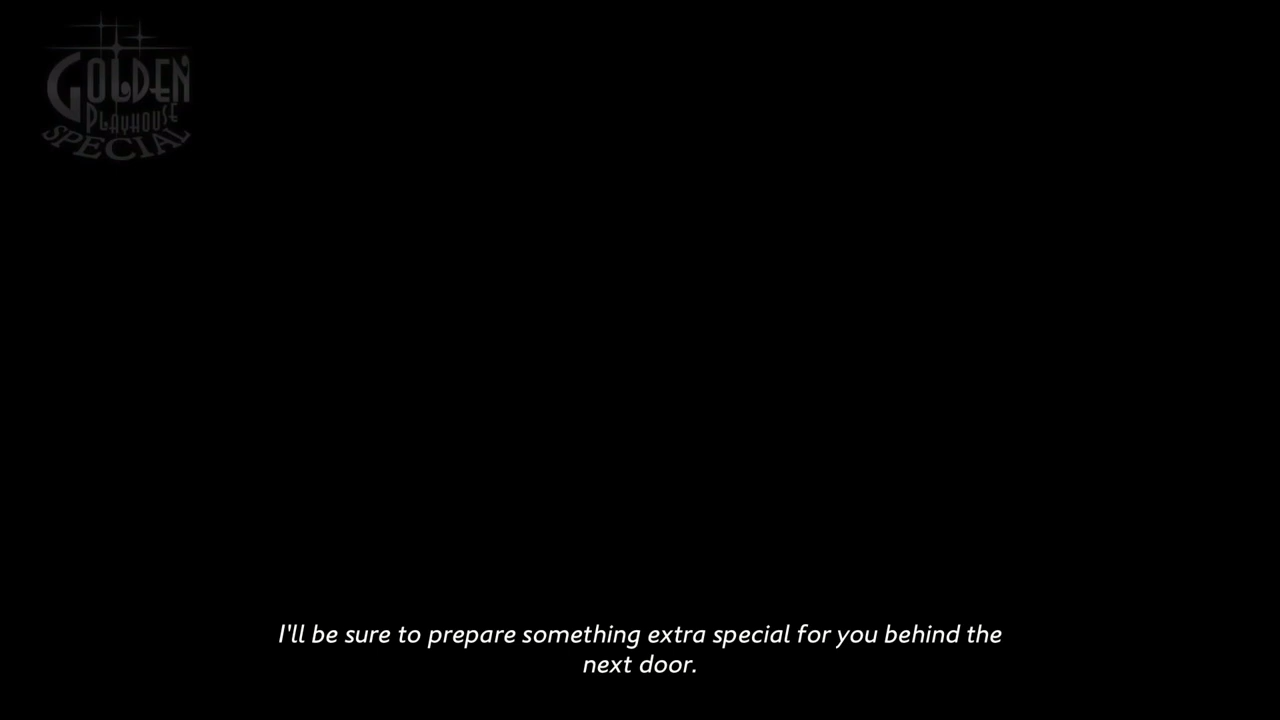 GOLDEN
PLAYHOUSE
SPECIAL
I'll be sure to prepare something extra special for you behind the
next door.